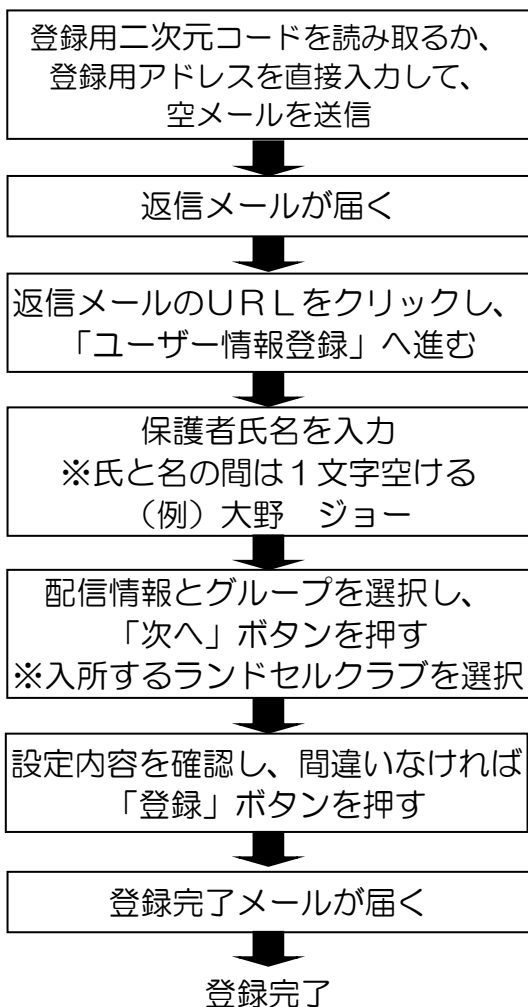 登録用二次元コードを読み取るか、
登録用アドレスを直接入力して、
空メールを送信
返信メールが届く
返信メールのＵＲＬをクリックし、
「ユーザー情報登録」へ進む
保護者氏名を入力
※氏と名の間は１文字空ける
（例）大野　ジョー
配信情報とグループを選択し、
「次へ」ボタンを押す
※入所するランドセルクラブを選択
設定内容を確認し、間違いなければ
「登録」ボタンを押す
登録完了メールが届く
登録完了